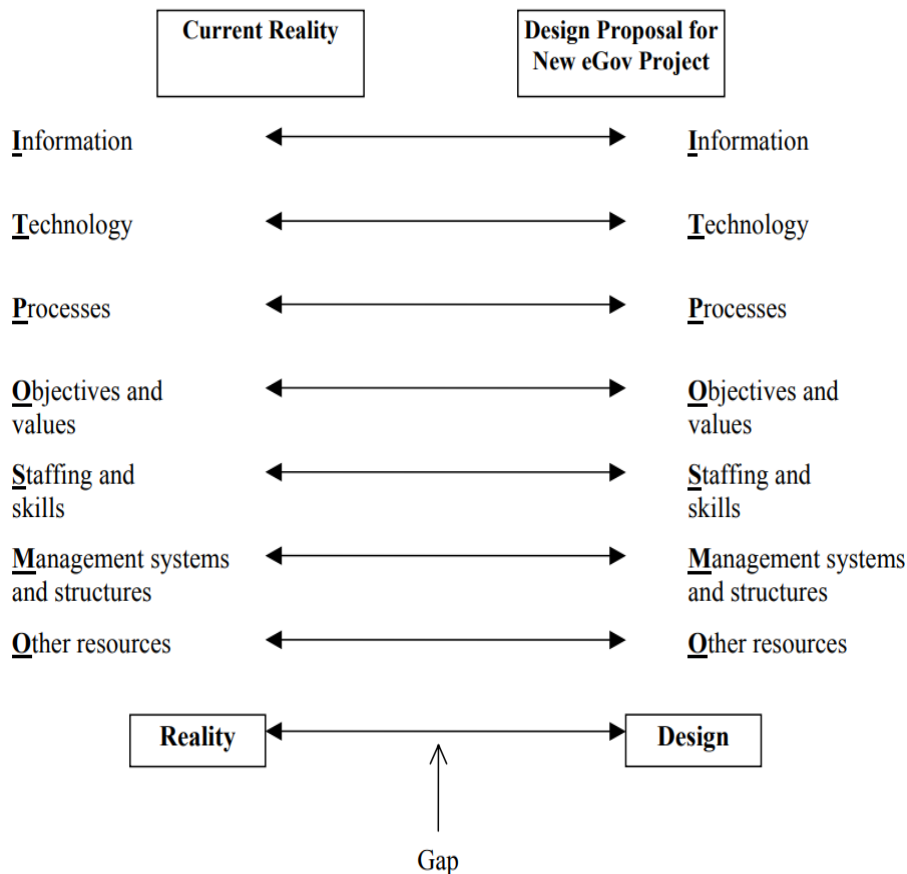 Current Reality
Design Proposal for
New eGov Project
Information
Information
Technology
Technology
Processes
Processes
Objectives and
values
Objectives and
values
Staffing and
skills
Staffing and
skills
Management systems
and structures
Management systems
and structures
Other resources
Other resources
Reality
Design
Gap